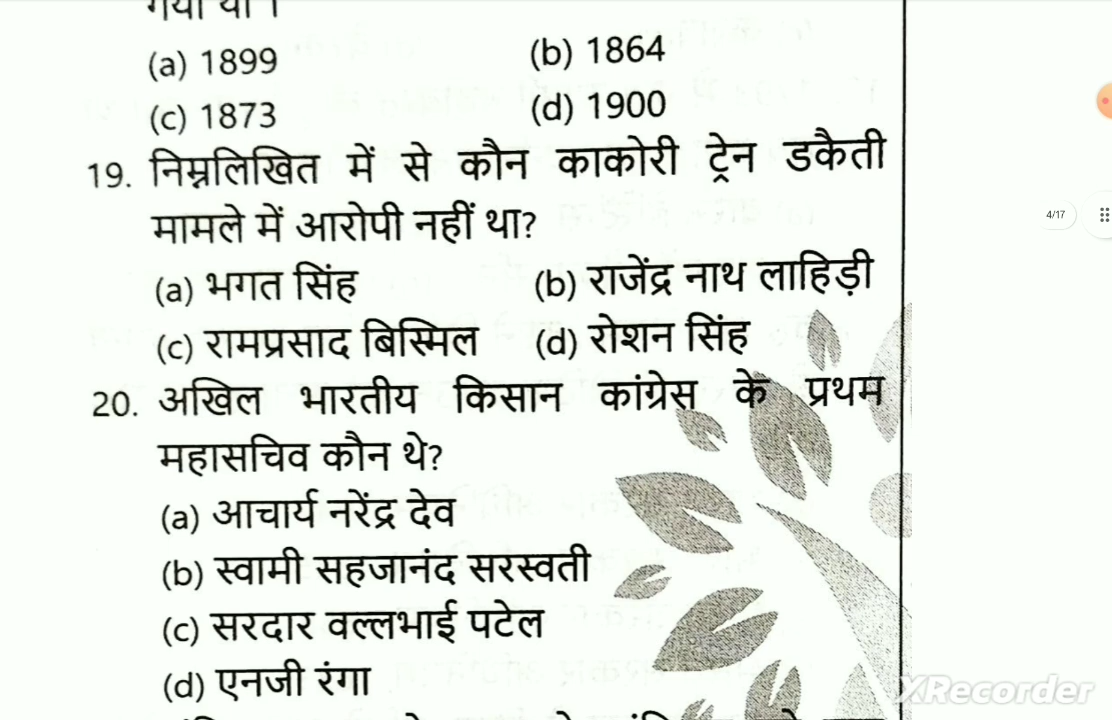 गया था ।
(a) 1899 (b) 1864
(c) 1873 (d) 1900
19. निम्नलिखित में से कौन काकोरी ट्रेन डकैती
मामले में आरोपी नहीं था?
(a) भगत सिंह (b) राजेंद्र नाथ लाहिड़ी
(c) रामप्रसाद बिस्मिल (d) रोशन सिंह
20. अखिल भारतीय किसान कांग्रेस के प्रथम
महासचिव कौन थे?
(a) आचार्य नरेंद्र देव
(b) स्वामी सहजानंद सरस्वती
(c) सरदार वल्लभाई पटेल
(d) एनजी रंगा
4/17
XRecorder